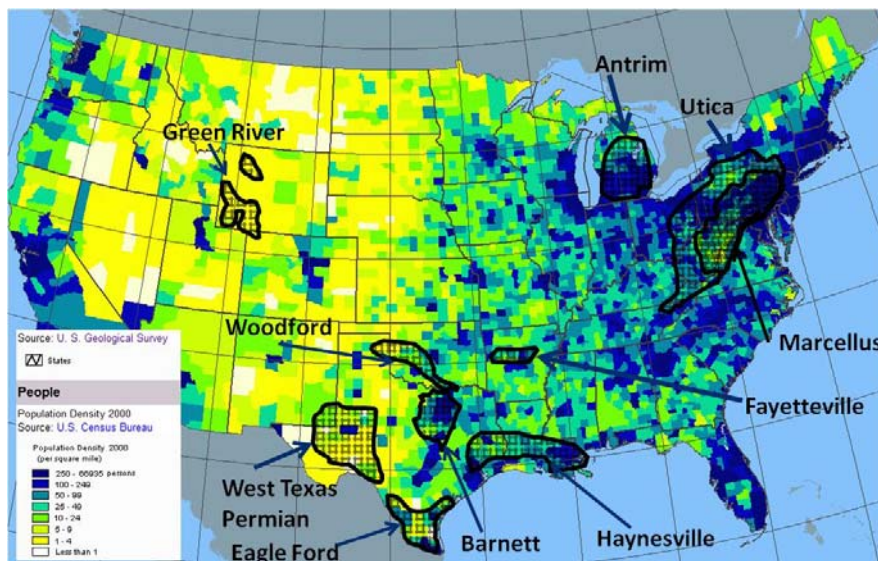 Antrim
Utica
Green River
Woodford
Marcellus
Fayetteville
West Texas
Permian
Eagle Ford
Barnett
Haynesville
Source: U. S. Geological Survey
States
People
Population Density 2000
Source: U.S. Census Bureau
Population Density 2000
(per square mile)
250 - 66935 persons
100 - 249
50 - 99
25 - 49
10 - 24
5 - 9
1 - 4
Less than 1